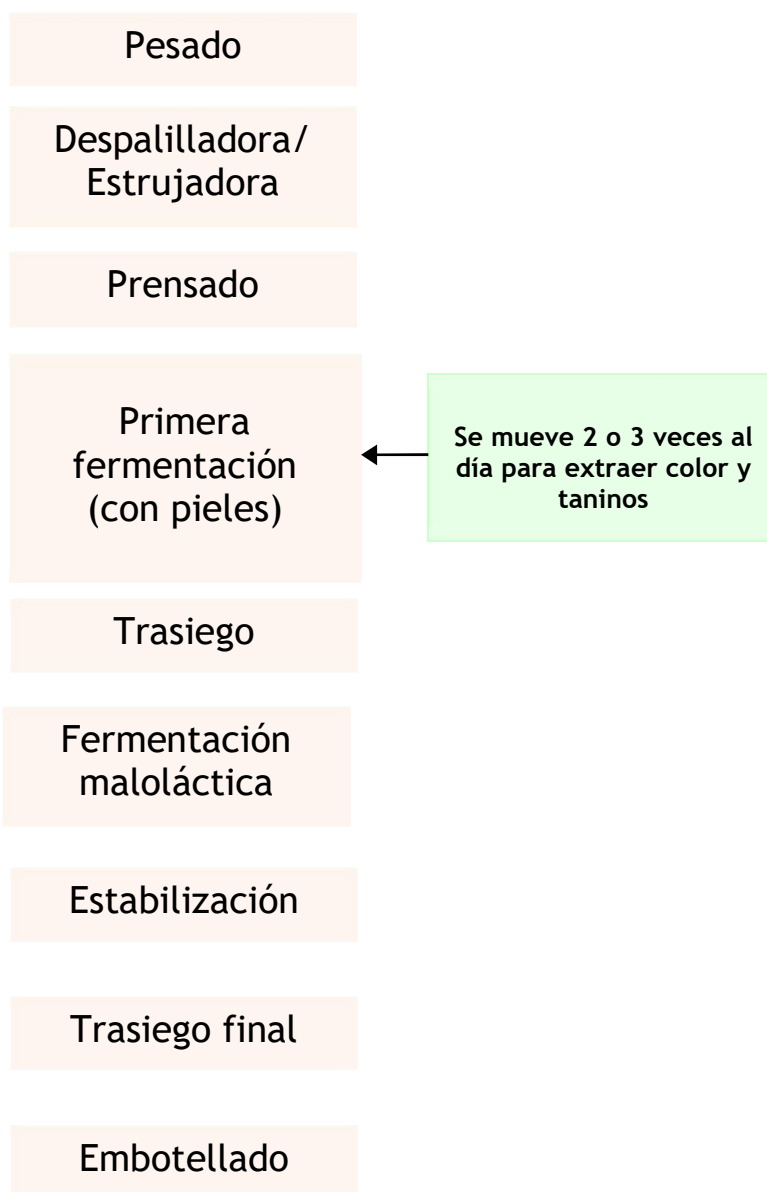 Pesado
Despalilladora/
Estrujadora
Prensado
Primera
fermentación
(con pieles)
Se mueve 2 o 3 veces al
día para extraer color y
taninos
Trasiego
Fermentación
maloláctica
Estabilización
Trasiego final
Embotellado